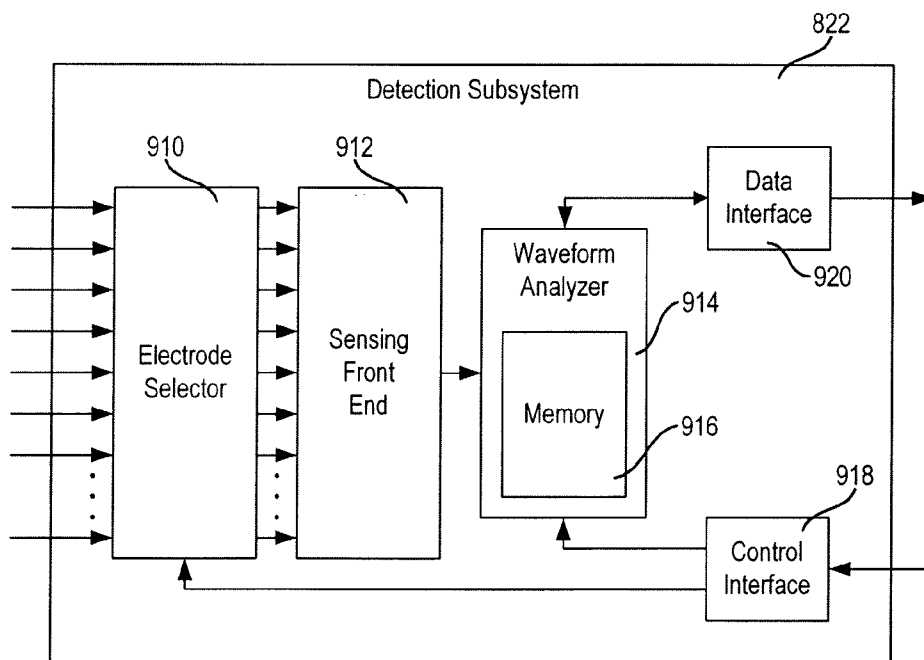 822
Detection Subsystem
910
912
Data
Interface
920
Waveform
Analyzer
914
Sensing
Front
End
Electrode
Selector
Memory
916
918
Control
Interface